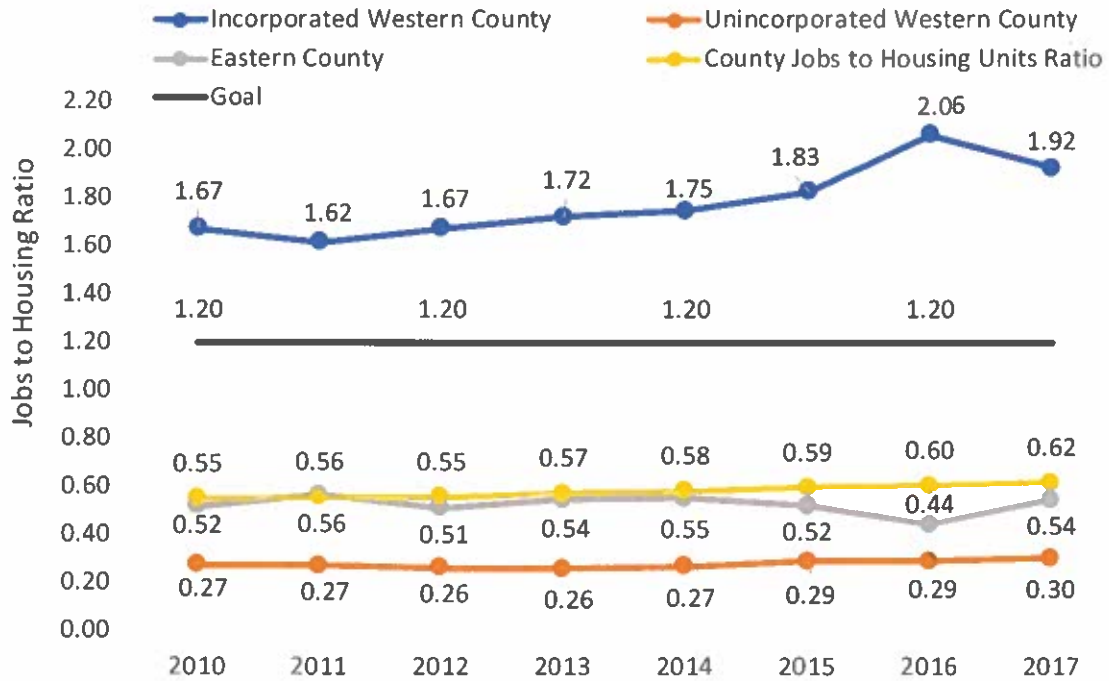 Incorporated Western County
Unincorporated Western County
Eastern County
County Jobs to Housing Units Ratio
Goal
Jobs to Housing Ratio
2.20
2.00
1.80
1.60
1.40
1.20
1.00
0.80
0.60
0.40
0.20
0.00
1.67 1.62 1.67 1.72 1.75 1.83 2.06 1.92
1.20 1.20 1.20 1.20
0.55 0.56 0.55 0.57 0.58 0.59 0.60 0.62
0.52 0.56 0.51 0.54 0.55 0.52 0.44 0.54
0.27 0.27 0.26 0.26 0.27 0.29 0.29 0.30
2010 2011 2012 2013 2014 2015 2016 2017